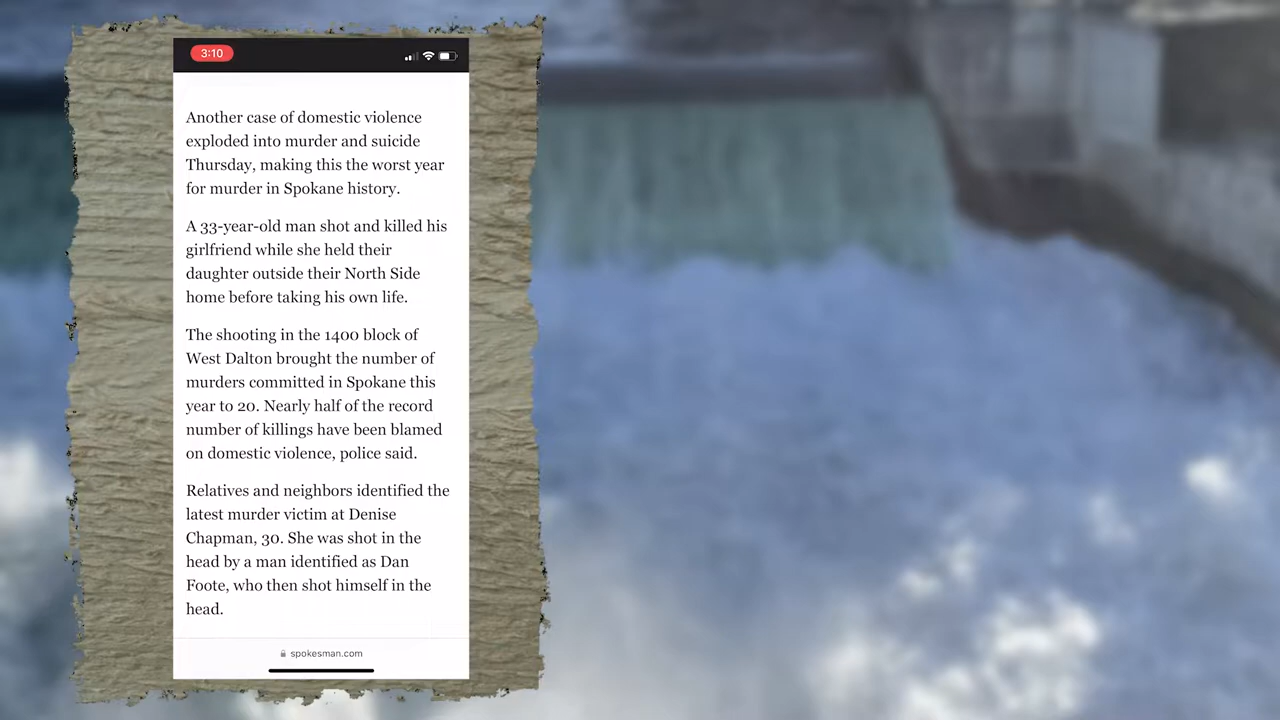 3:10
Another case of domestic violence
exploded into murder and suicide
Thursday, making this the worst year
for murder in Spokane history.
A 33-year-old man shot and killed his
girlfriend while she held their
daughter outside their North Side
home before taking his own life.
The shooting in the 1400 block of
West Dalton brought the number of
murders committed in Spokane this
year to 20. Nearly half of the record
number of killings have been blamed
on domestic violence, police said.
Relatives and neighbors identified the
latest murder victim at Denise
Chapman, 30. She was shot in the
head by a man identified as Dan
Foote, who then shot himself in the
head.
spokesman.com